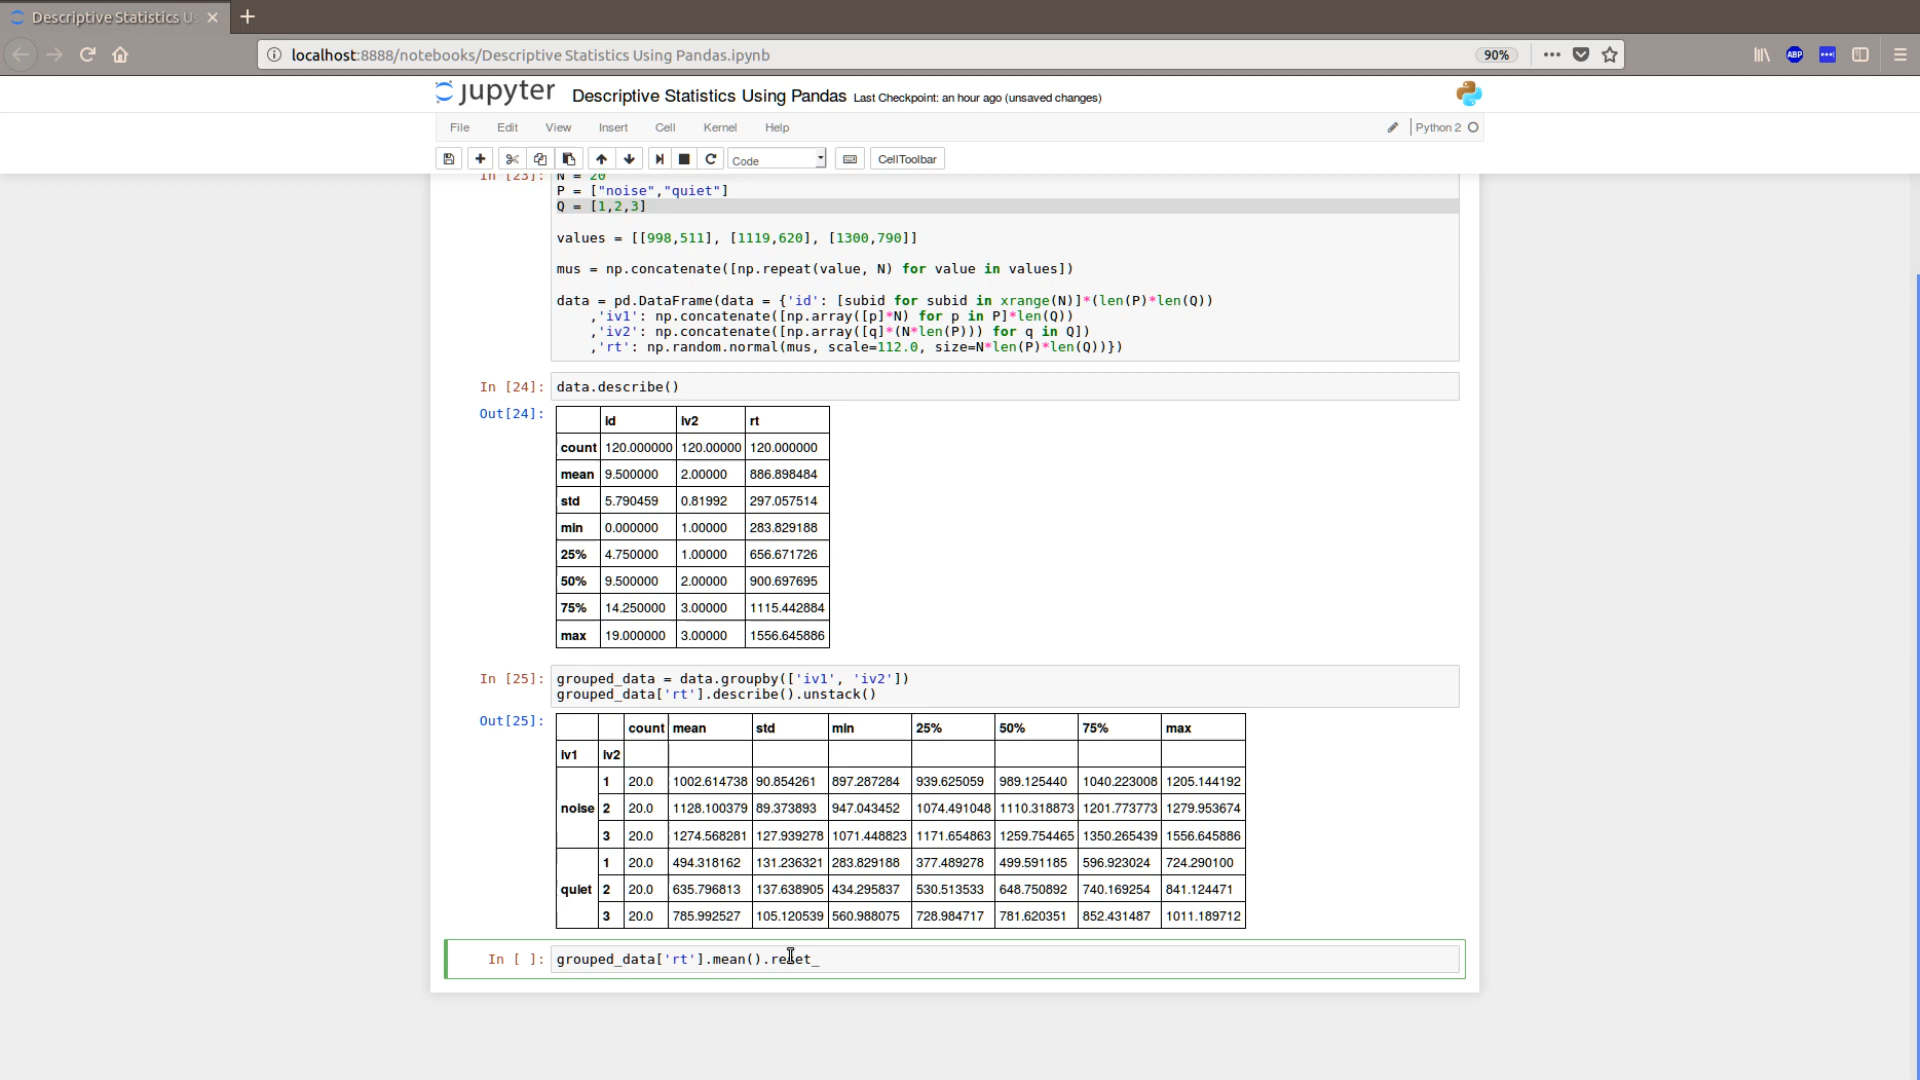 Descriptive Statistics Us
localhost:8888/notebooks/Descriptive Statistics Using Pandas.ipynb
90%
ABP
jupyter
Descriptive Statistics Using Pandas Last Checkpoint: an hour ago (unsaved changes)
File Edit View Insert Cell Kernel Help
Python 2
Code
CellToolbar
In [23]: N = 20
P = ["noise","quiet"]
Q = [1,2,3]
values = [[998,511], [1119,620], [1300,790]]
mus = np.concatenate([np.repeat(value, N) for value in values])
data = pd.DataFrame(data = {'id': [subid for subid in xrange(N)]*(len(P)*len(Q))
,'iv1': np.concatenate([np.array([p]*N) for p in P]*len(Q))
,'iv2': np.concatenate([np.array([q]*(N*len(P))) for q in Q])
,'rt': np.random.normal(mus, scale=112.0, size=N*len(P)*len(Q))})
In [24]: data.describe()
Out[24]:
id iv2 rt
count 120.000000 120.00000 120.000000
mean 9.500000 2.00000 886.898484
std 5.790459 0.81992 297.057514
min 0.000000 1.00000 283.829188
25% 4.750000 1.00000 656.671726
50% 9.500000 2.00000 900.697695
75% 14.250000 3.00000 1115.442884
max 19.000000 3.00000 1556.645886
In [25]: grouped_data = data.groupby(['iv1', 'iv2'])
grouped_data['rt'].describe().unstack()
Out[25]:
count mean std min 25% 50% 75% max
iv1 iv2
noise
1 20.0 1002.614738 90.854261 897.287284 939.625059 989.125440 1040.223008 1205.144192
2 20.0 1128.100379 89.373893 947.043452 1074.491048 1110.318873 1201.773773 1279.953674
3 20.0 1274.568281 127.939278 1071.448823 1171.654863 1259.754465 1350.265439 1556.645886
quiet
1 20.0 494.318162 131.236321 283.829188 377.489278 499.591185 596.923024 724.290100
2 20.0 635.796813 137.638905 434.295837 530.513533 648.750892 740.169254 841.124471
3 20.0 785.992527 105.120539 560.988075 728.984717 781.620351 852.431487 1011.189712
In [ ]: grouped_data['rt'].mean().reset_